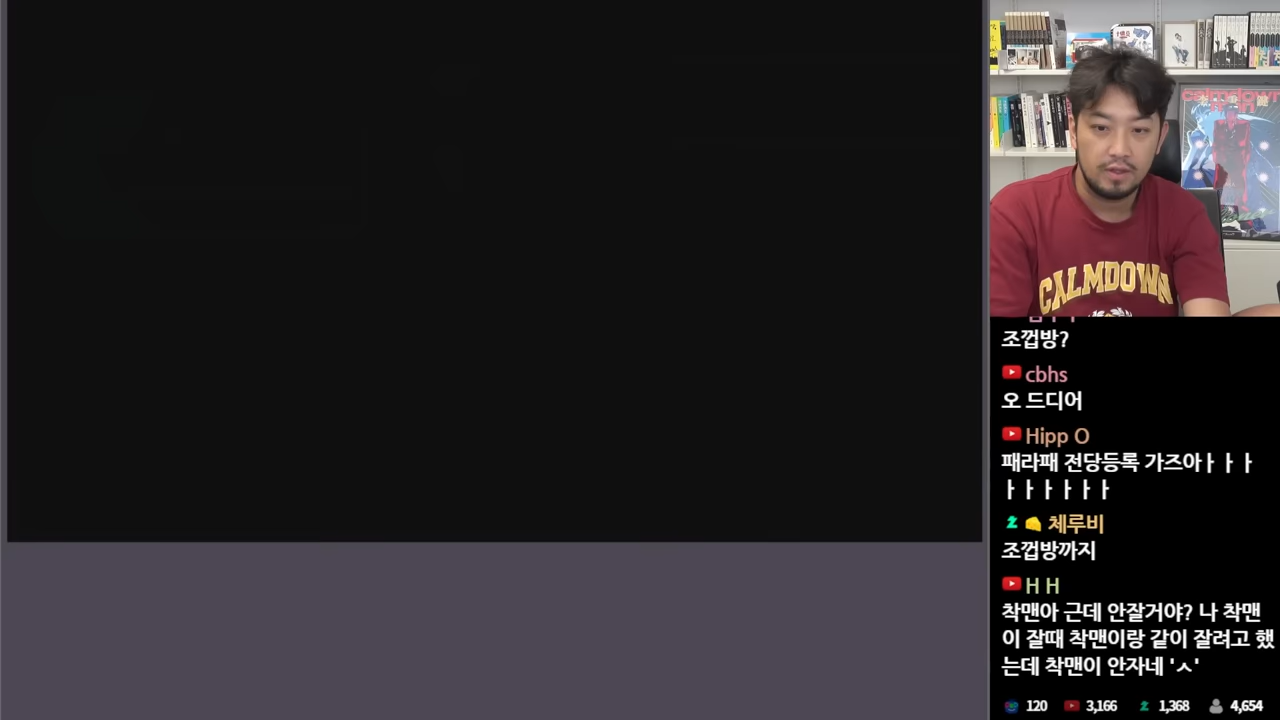 CALMDOWN
조껍방?
cbhs
오 드디어
Hipp O
패라패 전당등록 가즈아ㅏㅏㅏ
ㅏㅏㅏㅏㅏㅏ
체루비
조껍방까지
H H
착맨아 근데 안잘거야? 나 착맨
이 잘때 착맨이랑 같이 잘려고 했
는데 착맨이 안자네 'ㅅ'
120 3,166 1,368 4,654